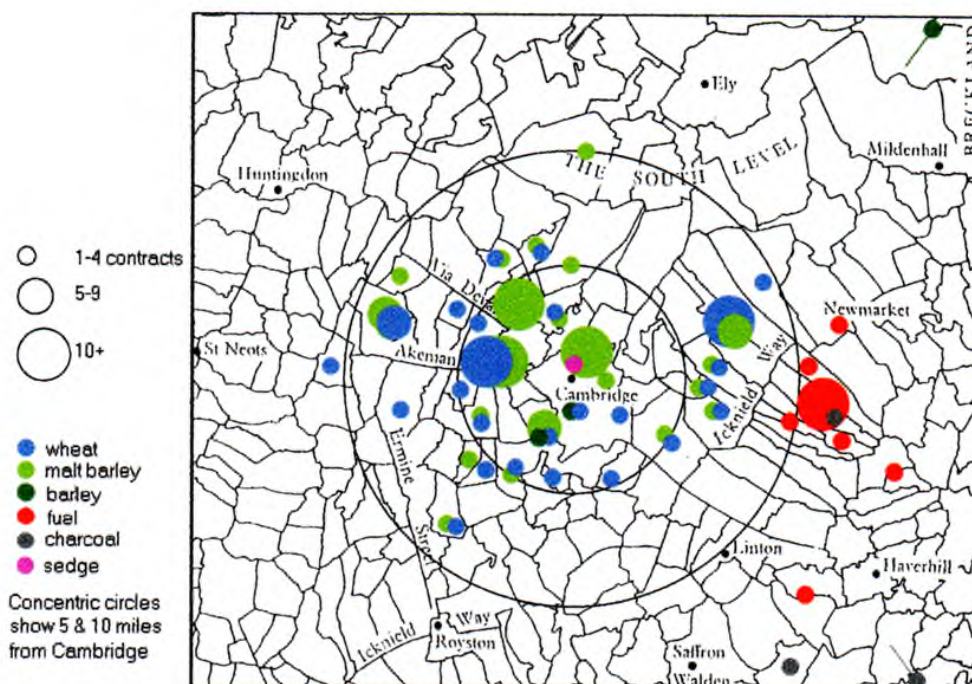 Ely
BRECKLAND
Mildenhall
THE SOUTH LEVEL
Huntingdon
1-4 contracts
5-9
10+
Via
Newmarket
St Neots
Akeman
Way
Icknield
Cambridge
wheat
malt barley
barley
fuel
charcoal
sedge
Ermine
Street
Linton
Haverhill
Concentric circles
show 5 & 10 miles
from Cambridge
Icknield Way
Royston
Saffron
Walden